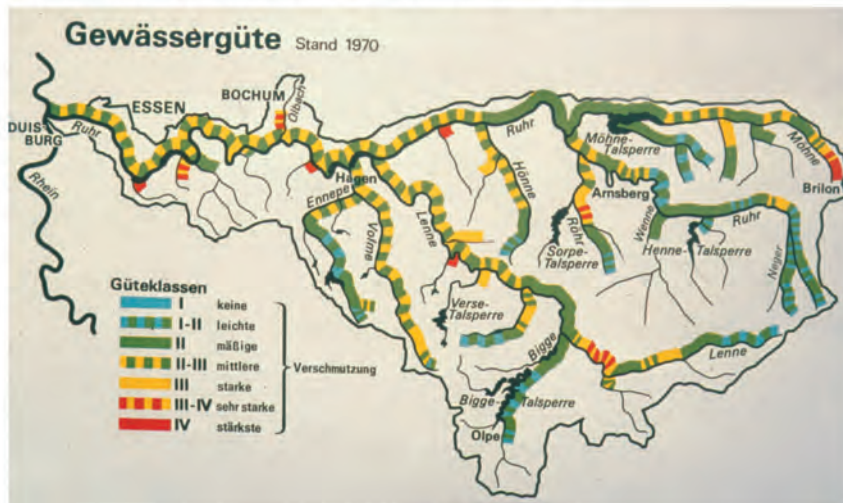 Gewässergüte Stand 1970
BOCHUM
Ölbach
ESSEN
DUIS
BURG
Ruhr
Rhein
Ruhr
Möhne-
Talsperre
Möhne
Brilon
Hönne
Hagen
Ennepe
Volme
Lenne
Arnsberg
Röhr
Sorpe-
Talsperre
Wenne
Henne-Talsperre
Ruhr
Neger
Verse-
Talsperre
Bigge
Lenne
Bigge-Talsperre
Olpe
Güteklassen
I keine
I-II leichte
II mäßige
II-III mittlere
III starke
III-IV sehr starke
IV stärkste
Verschmutzung